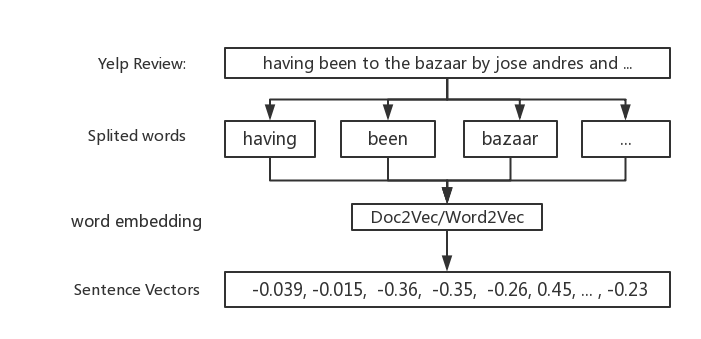 Yelp Review: having been to the bazaar by jose andres and ...
Splited words having been bazaar ...
word embedding Doc2Vec/Word2Vec
Sentence Vectors -0.039, -0.015, -0.36, -0.35, -0.26, 0.45, ... , -0.23